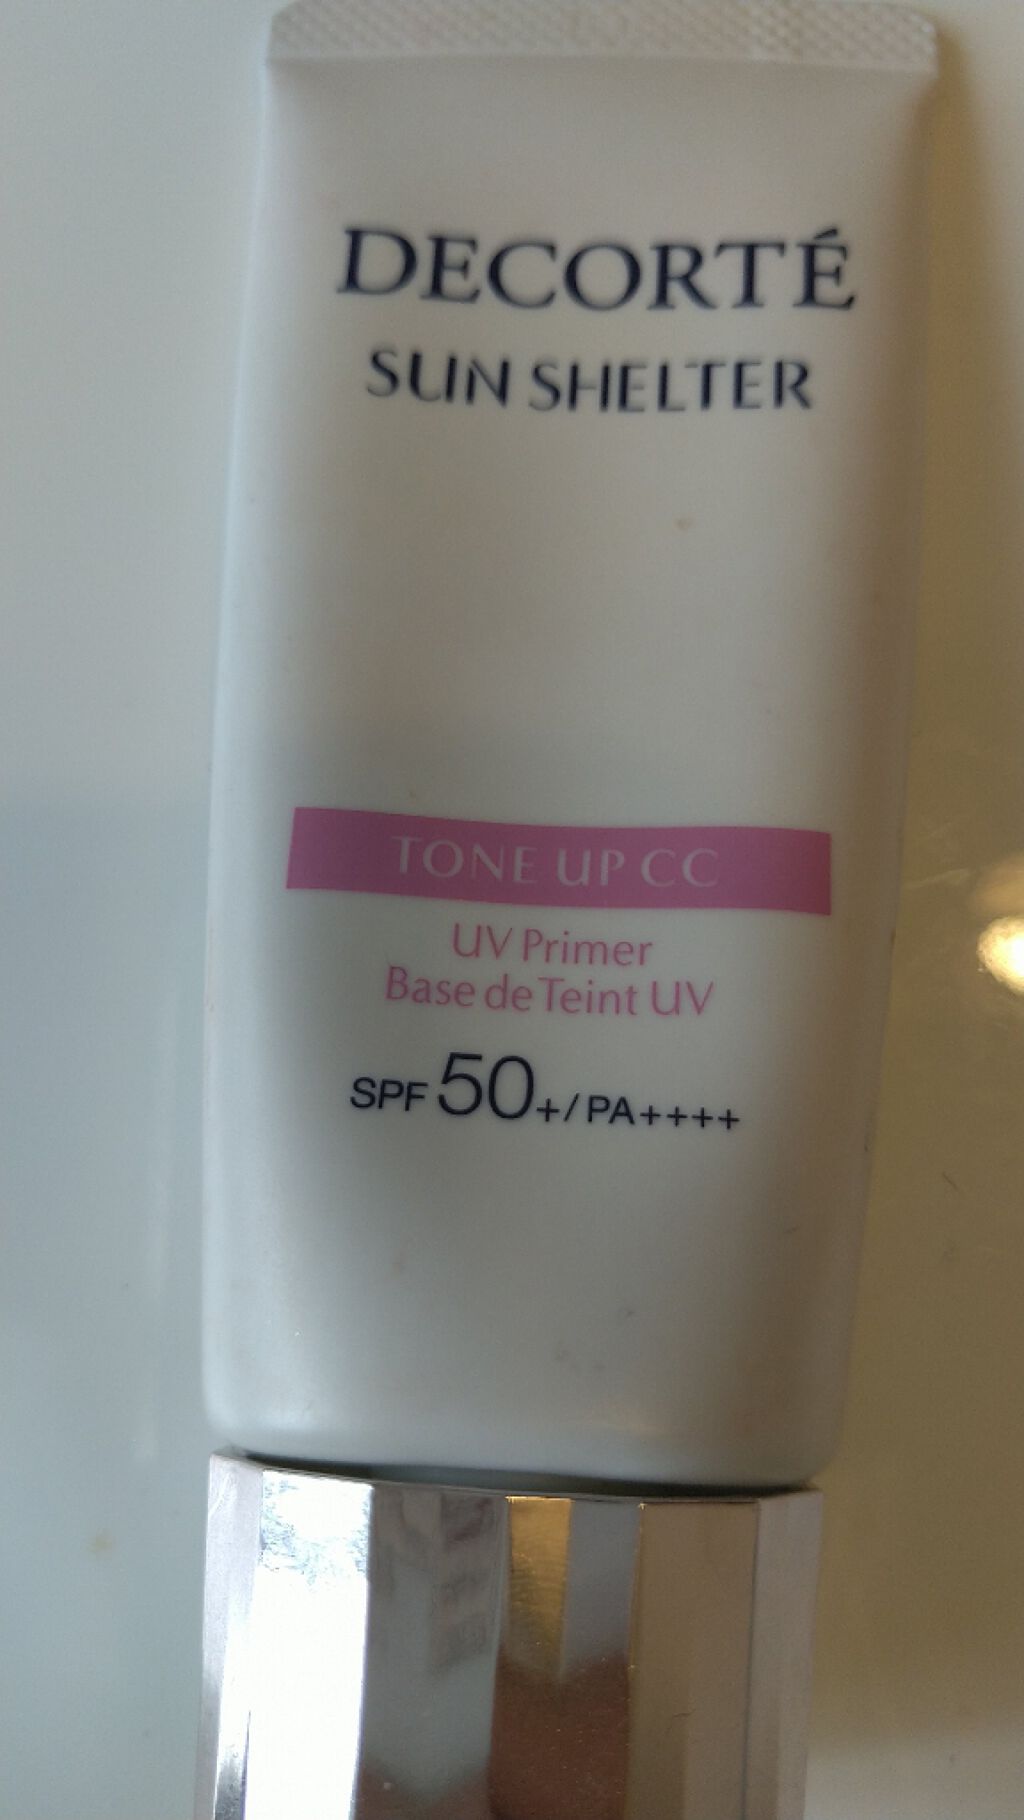 DECORTÉ
SUN SHELTER
TONE UP CC
UV Primer
Base de Teint UV
SPF 50+/PA++++